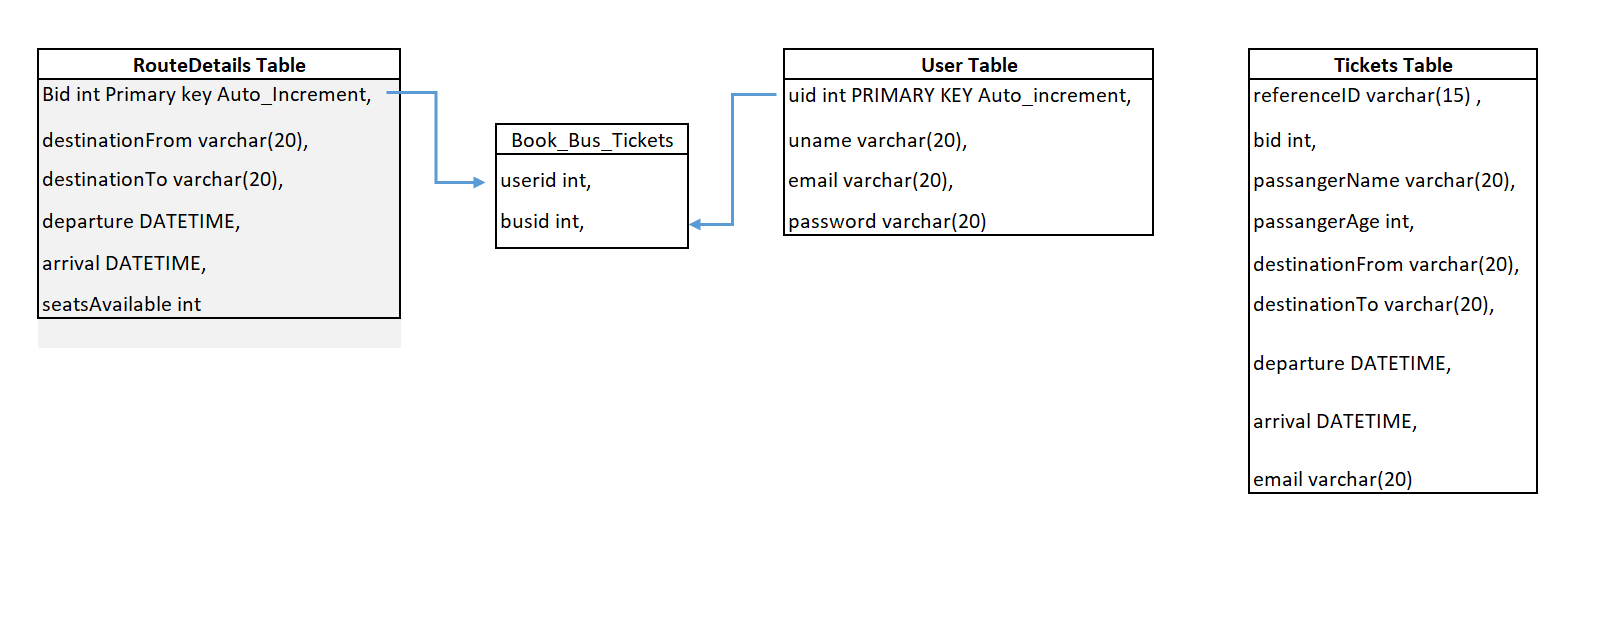 RouteDetails Table
Bid int Primary key Auto_Increment,
destinationFrom varchar(20),
destinationTo varchar(20),
departure DATETIME,
arrival DATETIME,
seatsAvailable int
Book_Bus_Tickets
userid int,
busid int,
User Table
uid int PRIMARY KEY Auto_increment,
uname varchar(20),
email varchar(20),
password varchar(20)
Tickets Table
referenceID varchar(15) ,
bid int,
passangerName varchar(20),
passangerAge int,
destinationFrom varchar(20),
destinationTo varchar(20),
departure DATETIME,
arrival DATETIME,
email varchar(20)